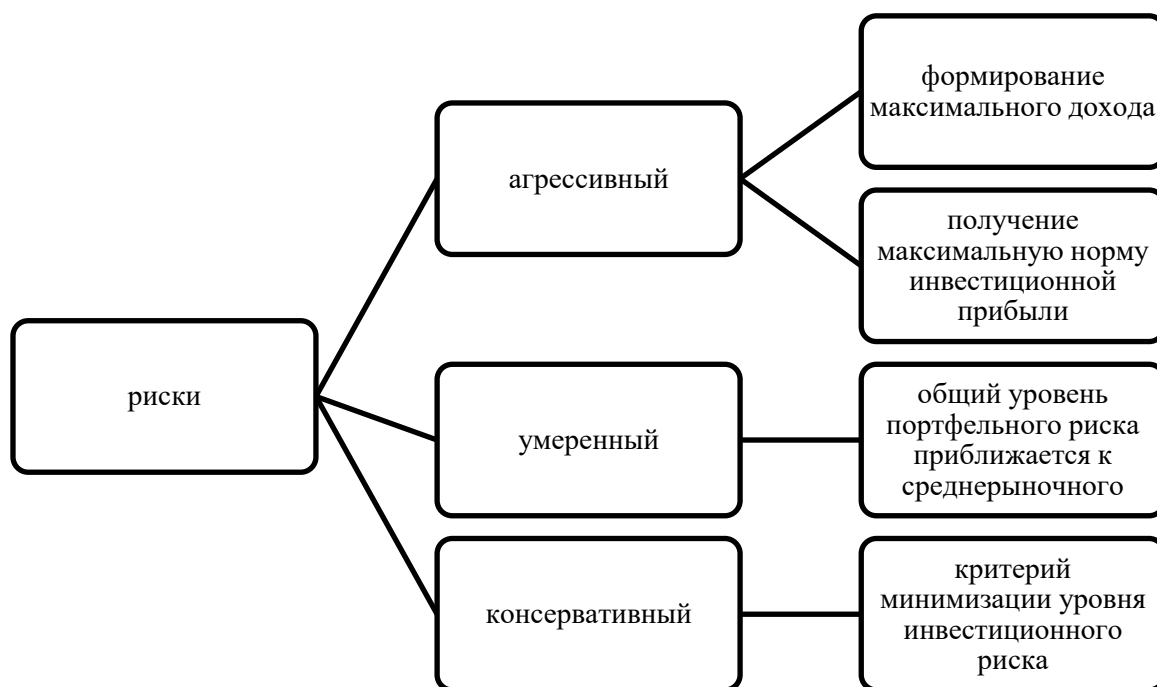 риски
агрессивный
формирование
максимального дохода
получение
максимальную норму
инвестиционной
прибыли
умеренный
общий уровень
портфельного риска
приближается к
среднерыночного
консервативный
критерий
минимизации уровня
инвестиционного
риска